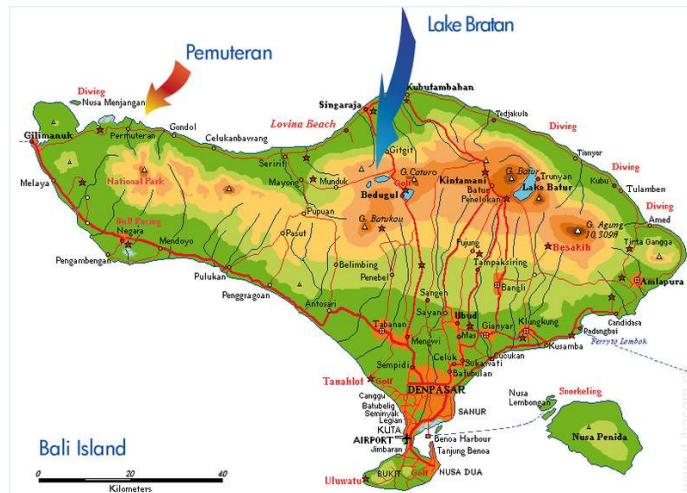 Lake Bratan
Pemuteran
Diving
Nusa Menjangan
Kubutambahan
Singaraja
Gilimanuk
Permuteran
Gondol
Celukanbawang
Lovina Beach
Tedjakula
Diving
Gitgit
Tianyar
Seririt
Melaya
National Park
Mayong
Munduk
G. Caturo
Golf
Kintamani
G. Batur
Trunyan
Diving
Batur
Lake Batur
Kubu
Tulamben
Bedugul
Penelokan
Diving
Pupuan
Bull Racing
Negara
G. Batukau
G. Agung
10,309ft
Amed
Mendoyo
Pasut
Pujung
Besakih
Tirta Gangga
Pengambengan
Belimbing
Tampaksiring
Pulukan
Penebel
Bangli
Amlapura
Penggragoan
Sangeh
Antosari
Sayan
Ubud
Klungkung
Candidasa
Tabanan
Gianyar
Padangbai
Mengwi
Mas
Ferry to Lombok
Kusamba
Sempidi
Celuk
Sukawati
Batubulan
Tanahlot
Golf
DENPASAR
Canggu
Nusa
Lembongan
Snorkeling
Batubelig
Seminyak
SANUR
Legian
KUTA
Nusa Penida
AIRPORT
Benoa Harbour
Bali Island
Jimbaran
Tanjung Benoa
BUKIT
Golf
NUSA DUA
Uluwatu
0
20
40
Kilometers